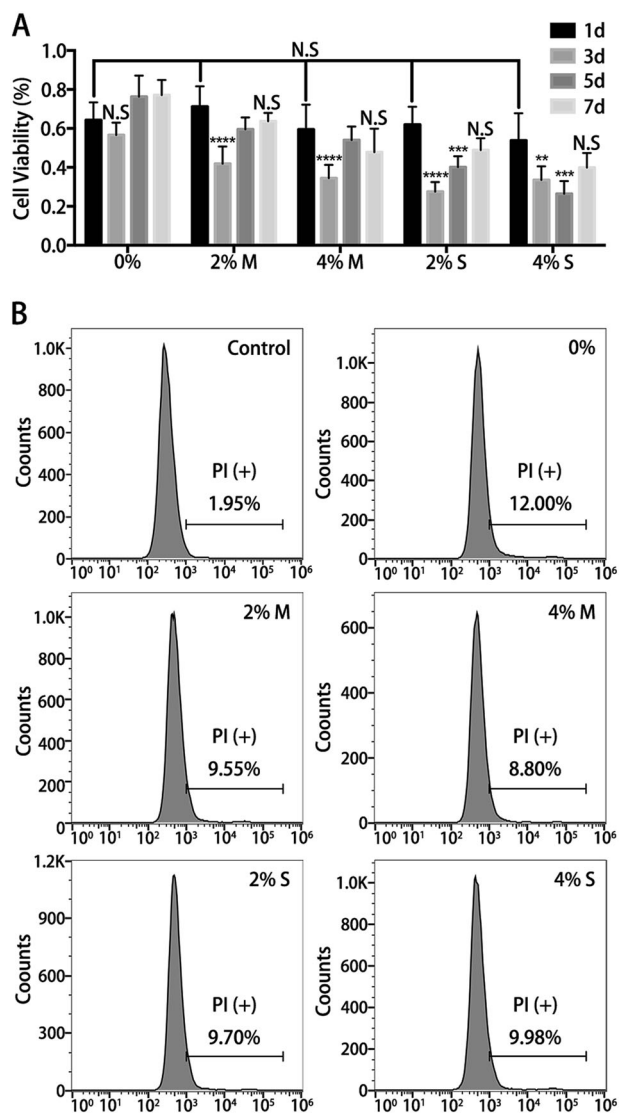 A
N.S
1d
3d
5d
7d
Cell Viability (%)
1.0
0.8
0.6
0.4
0.2
0.0
N.S
****
N.S
****
N.S
****
***
N.S
**
***
N.S
0%
2% M
4% M
2% S
4% S
B
Coounts
1.0K
800
600
400
200
0
Control
PI (+)
1.95%
10⁰ 10¹ 10² 10³ 10⁴ 10⁵ 10⁶
Coounts
1.0K
800
600
400
200
0
0%
PI (+)
12.00%
10⁰ 10¹ 10² 10³ 10⁴ 10⁵ 10⁶
Coounts
1.0K
800
600
400
200
0
2% M
PI (+)
9.55%
10⁰ 10¹ 10² 10³ 10⁴ 10⁵ 10⁶
Coounts
600
400
200
0
4% M
PI (+)
8.80%
10⁰ 10¹ 10² 10³ 10⁴ 10⁵ 10⁶
Coounts
1.2K
900
600
300
0
2% S
PI (+)
9.70%
10⁰ 10¹ 10² 10³ 10⁴ 10⁵ 10⁶
Coounts
1.0K
800
600
400
200
0
4% S
PI (+)
9.98%
10⁰ 10¹ 10² 10³ 10⁴ 10⁵ 10⁶